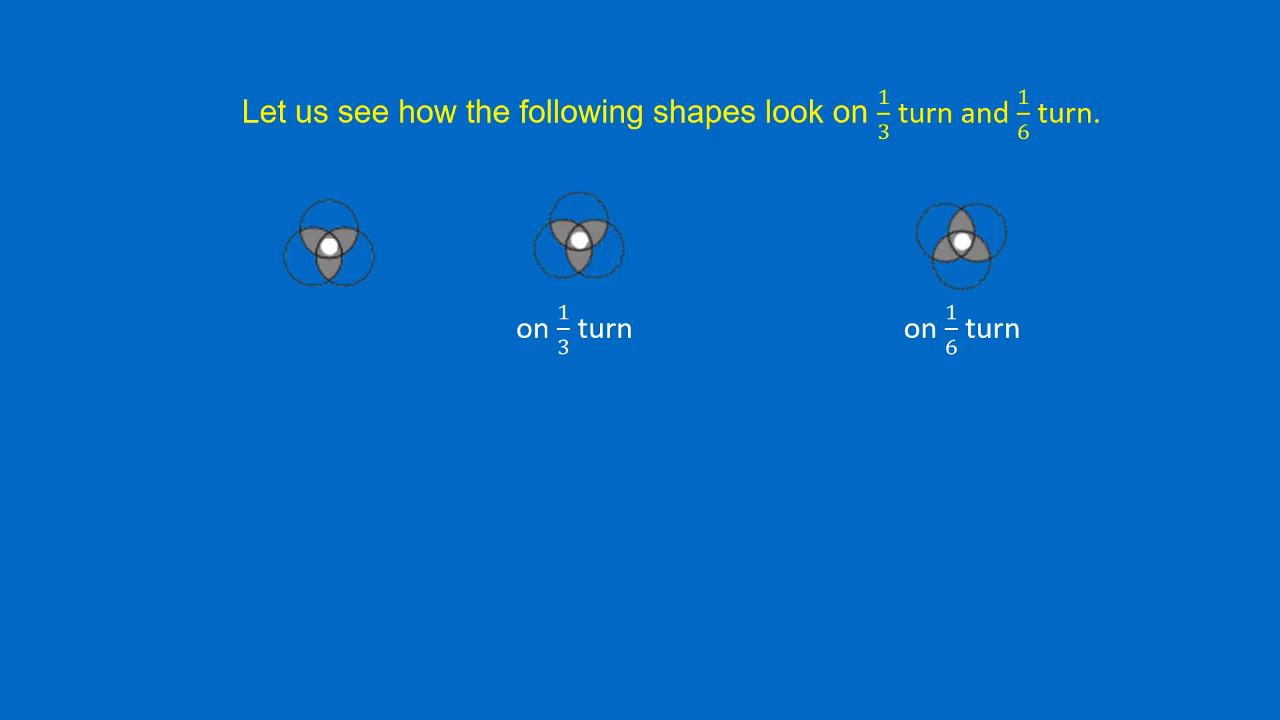 Let us see how the following shapes look on 1/3 turn and 1/6 turn.
on 1/3 turn
on 1/6 turn